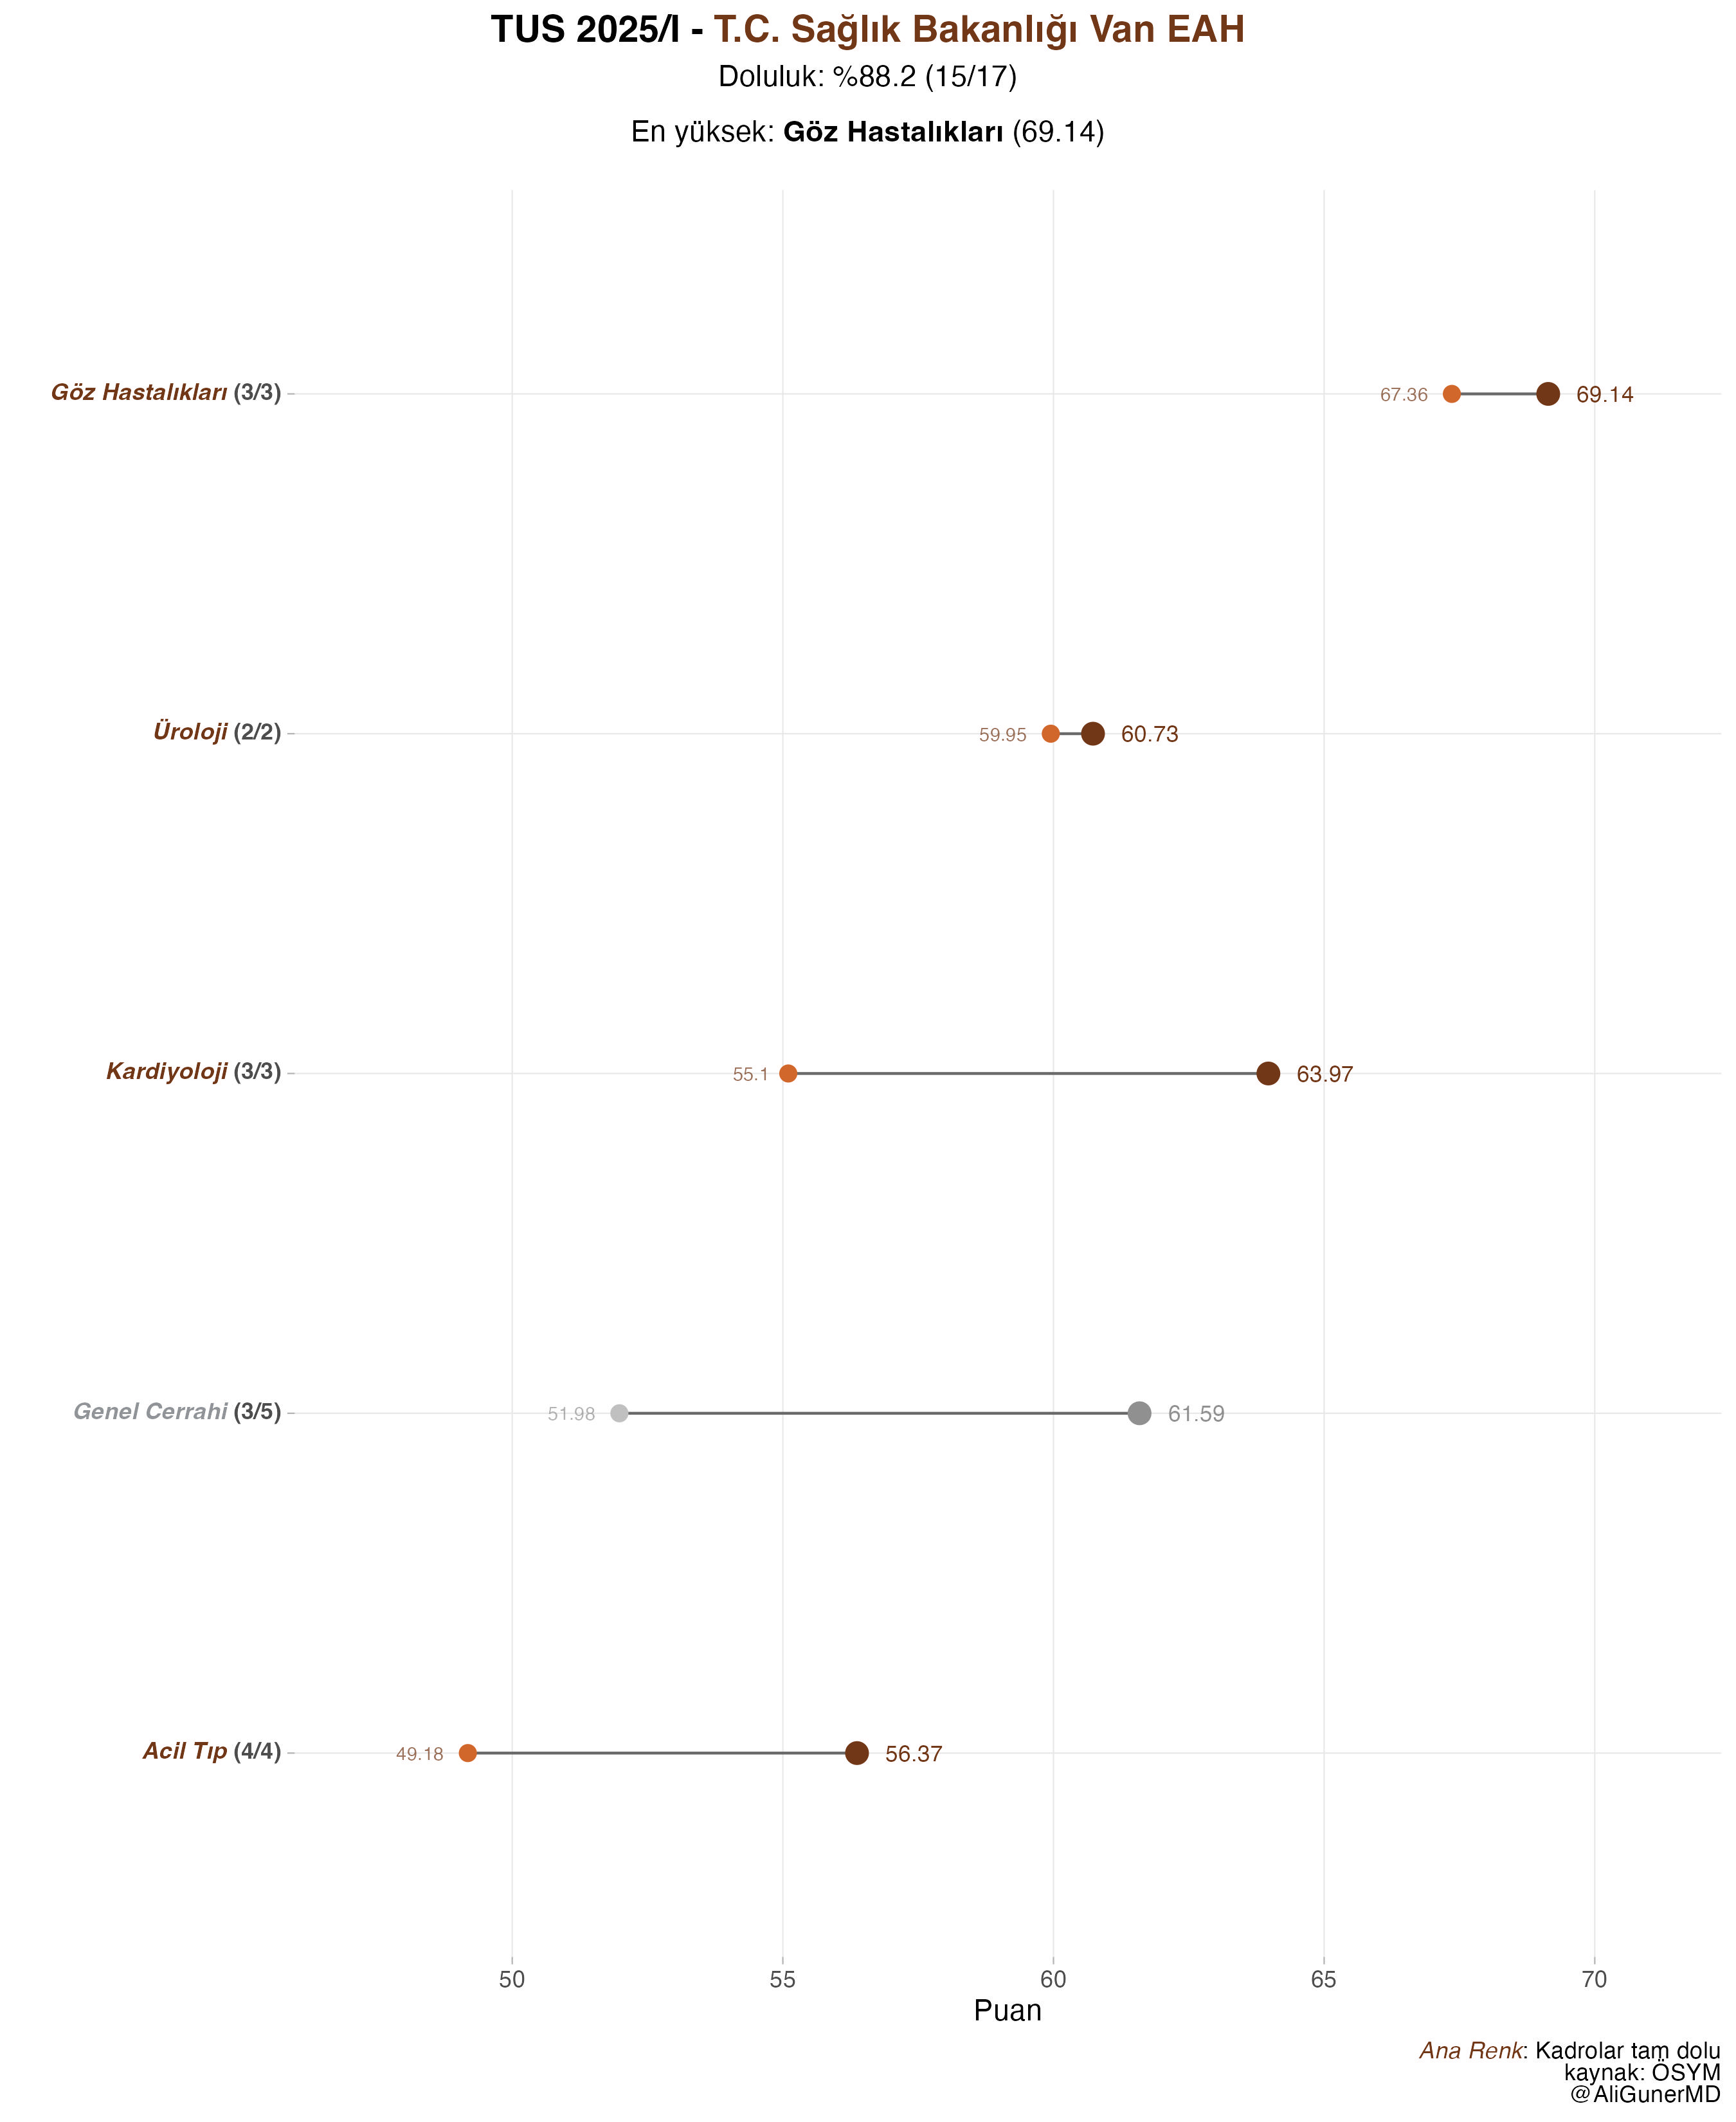 TUS 2025/I - T.C. Sağlık Bakanlığı Van EAH
Doluluk: %88.2 (15/17)
En yüksek: Göz Hastalıkları (69.14)
Göz Hastalıkları (3/3) 67.36 69.14
Üroloji (2/2) 59.95 60.73
Kardiyoloji (3/3) 55.1 63.97
Genel Cerrahi (3/5) 51.98 61.59
Acil Tıp (4/4) 49.18 56.37
50 55 60 65 70
Puan
Ana Renk: Kadrolar tam dolu
kaynak: ÖSYM
@AliGunerMD